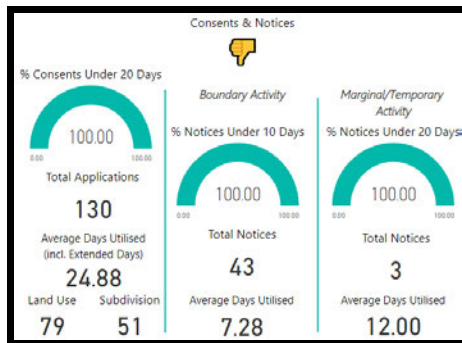 Consents & Notices
% Consents Under 20 Days
100.00
0.00 100.00
Total Applications
130
Average Days Utilised
(incl. Extended Days)
24.88
Land Use Subdivision
79 51
Boundary Activity
% Notices Under 10 Days
100.00
0.00 100.00
Total Notices
43
Average Days Utilised
7.28
Marginal/Temporary
Activity
% Notices Under 20 Days
100.00
0.00 100.00
Total Notices
3
Average Days Utilised
12.00